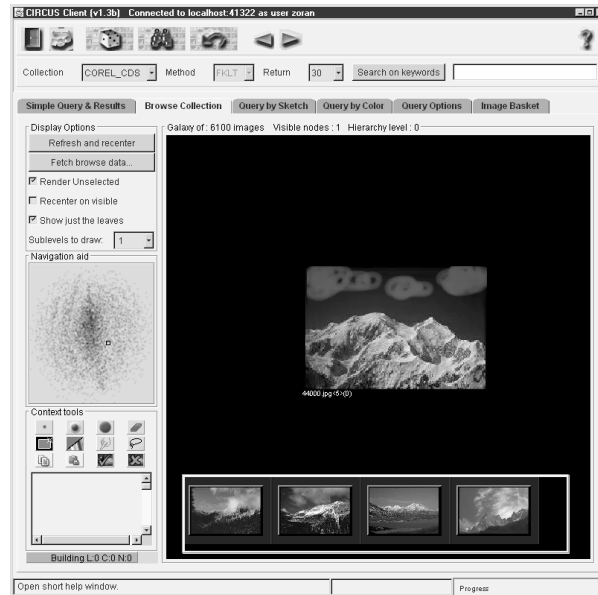 CIRCUS Client (v1.3b) Connected to localhost:41322 as user zoran
Collection COREL_CDS Method FKLT Return 30 Search on keywords
Simple Query & Results Browse Collection Query by Sketch Query by Color Query Options Image Basket
Display Options
Refresh and recenter
Fetch browse data...
Render Unselected
Recenter on visible
Show just the leaves
Sublevels to draw: 1
Navigation aid
Context tools
Building L:0 C:0 N:0
Galaxy of : 6100 images Visible nodes : 1 Hierarchy level : 0
44000.jpg<5>(0)
Open short help window.
Progress